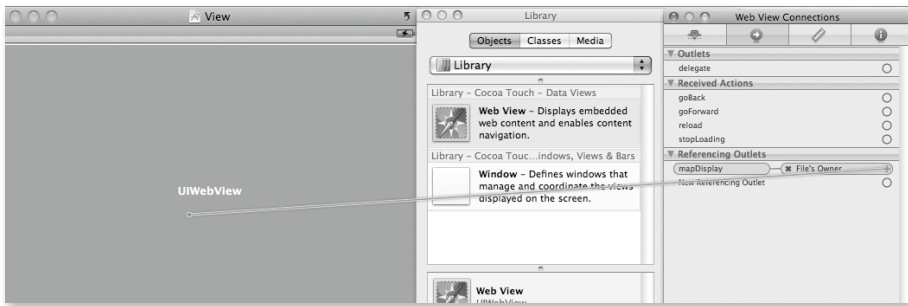 View
UIWebView
Library
Objects Classes Media
Library
Library – Cocoa Touch – Data Views
Web View – Displays embedded
web content and enables content
navigation.
Library – Cocoa Touc...indows, Views & Bars
Window – Defines windows that
manage and coordinate the views
displayed on the screen.
Web View
UIWebView
Web View Connections
Outlets
delegate
Received Actions
goBack
goForward
reload
stopLoading
Referencing Outlets
mapDisplay File's Owner
New Referencing Outlet